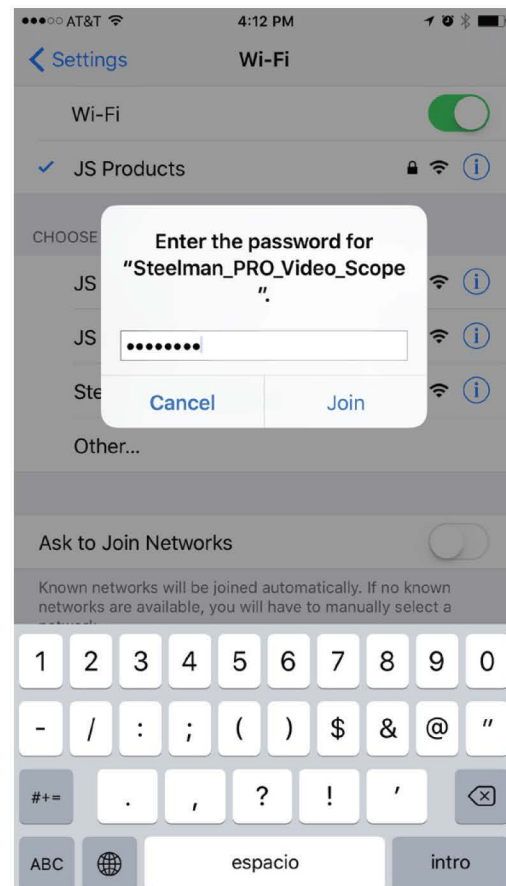 AT&T 4:12 PM
Settings Wi-Fi
Wi-Fi
JS Products
CHOOSE
Enter the password for
"Steelman_PRO_Video_Scope
".
JS
JS
••••••••
Ste
Cancel Join
Other...
Ask to Join Networks
Known networks will be joined automatically. If no known
networks are available, you will have to manually select a
1 2 3 4 5 6 7 8 9 0
- / : ; ( ) $ & @ "
#+= . , ? ! '
ABC espacio intro